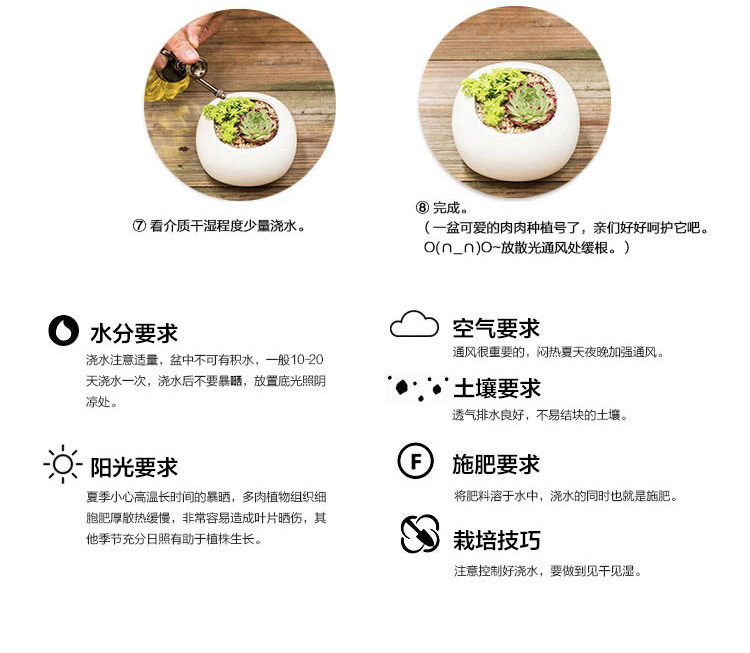 ⑦ 看介质干湿程度少量浇水。
⑧ 完成。
（一盆可爱的肉肉种植号了，亲们好好呵护它吧。
O(∩_∩)O~放散光通风处缓根。）
水分要求
浇水注意适量，盆中不可有积水，一般10-20
天浇水一次，浇水后不要暴晒，放置底光照阴
凉处。
阳光要求
夏季小心高温长时间的暴晒，多肉植物组织细
胞肥厚散热缓慢，非常容易造成叶片晒伤，其
他季节充分日照有助于植株生长。
空气要求
通风很重要的，闷热夏天夜晚加强通风。
土壤要求
透气排水良好，不易结块的土壤。
F
施肥要求
将肥料溶于水中，浇水的同时也就是施肥。
栽培技巧
注意控制好浇水，要做到见干见湿。